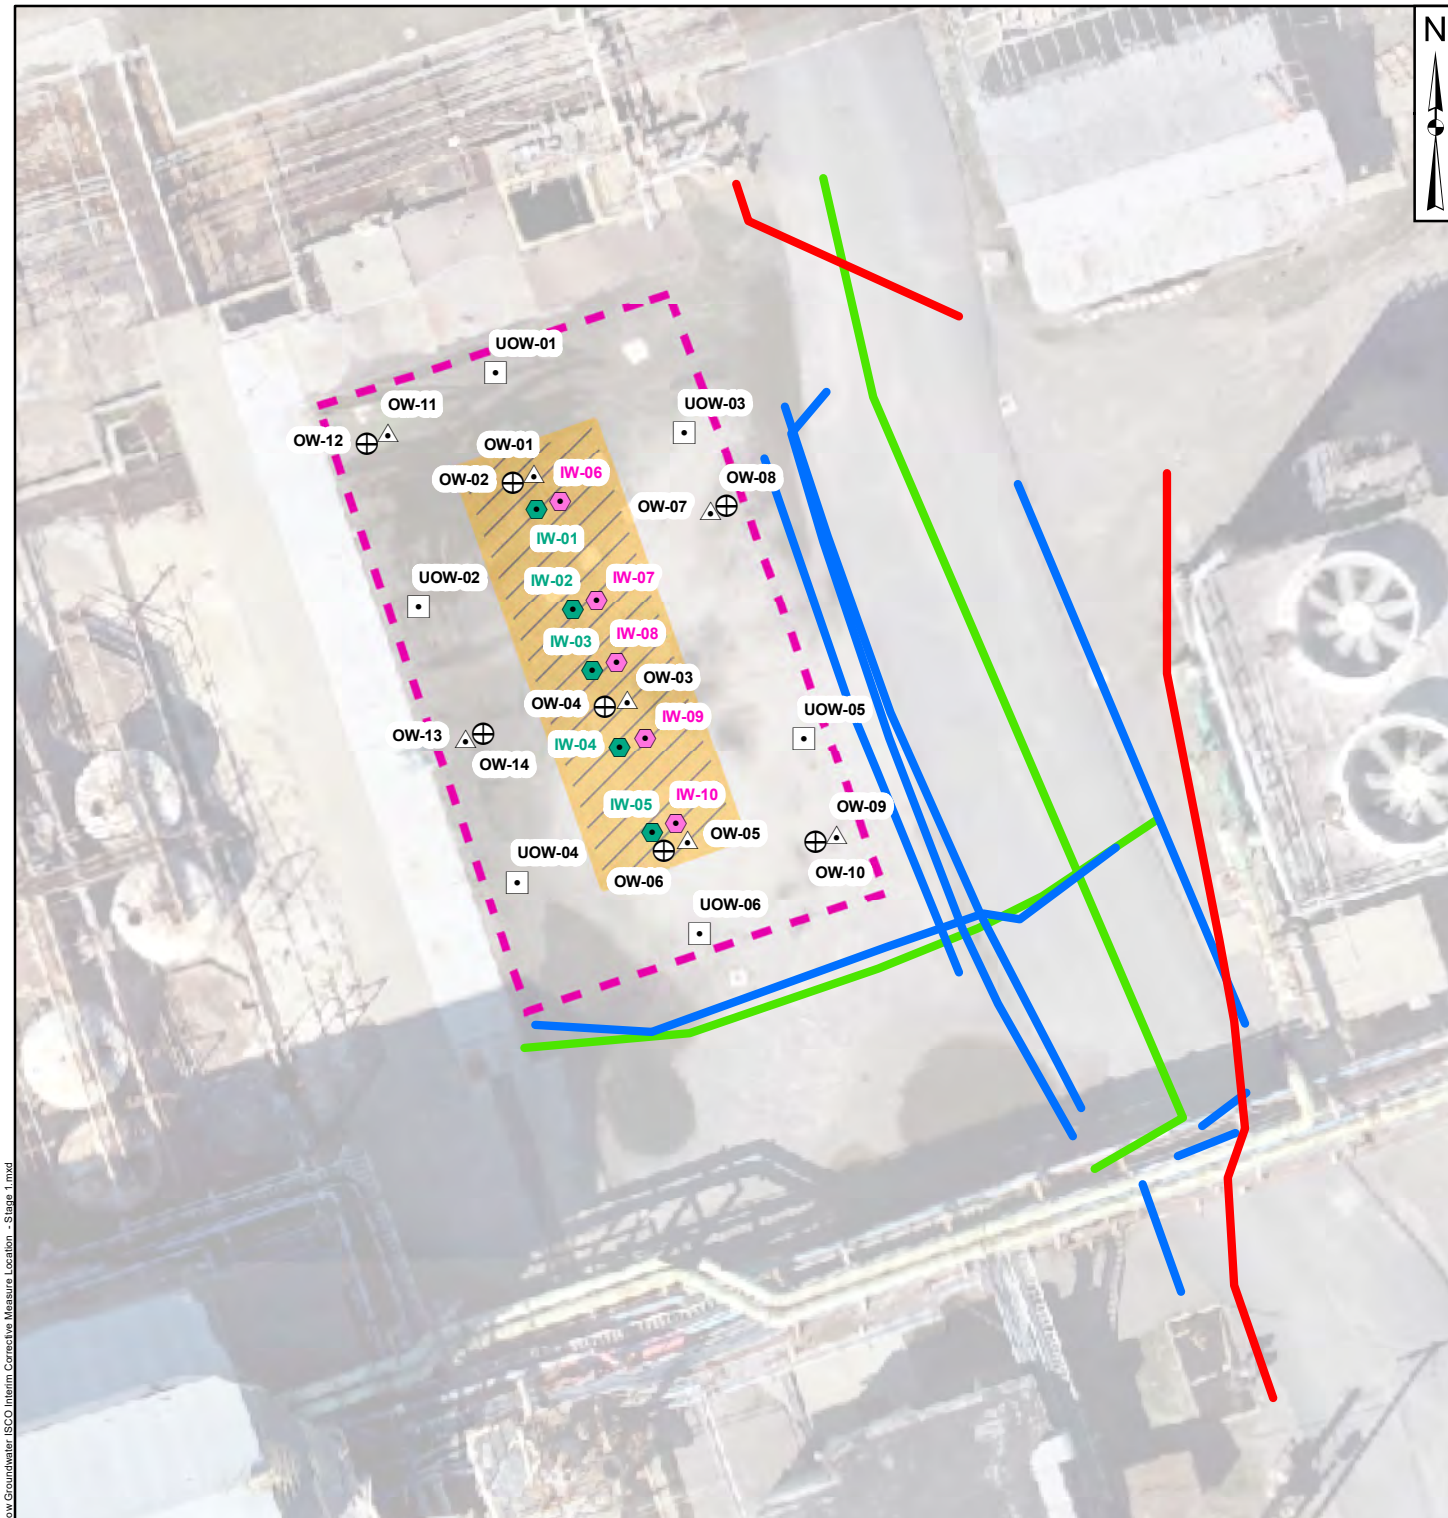 N
UOW-01
OW-11
UOW-03
OW-12
OW-01
OW-02
IW-06
OW-08
OW-07
IW-01
UOW-02
IW-02
IW-07
IW-03
IW-08
OW-03
OW-04
UOW-05
OW-13
IW-09
IW-04
OW-14
IW-10
OW-09
IW-05
OW-05
UOW-04
OW-10
OW-06
UOW-06
ow Groundwater ISCO Interim Corrective Measure Location - Stage 1.mxd